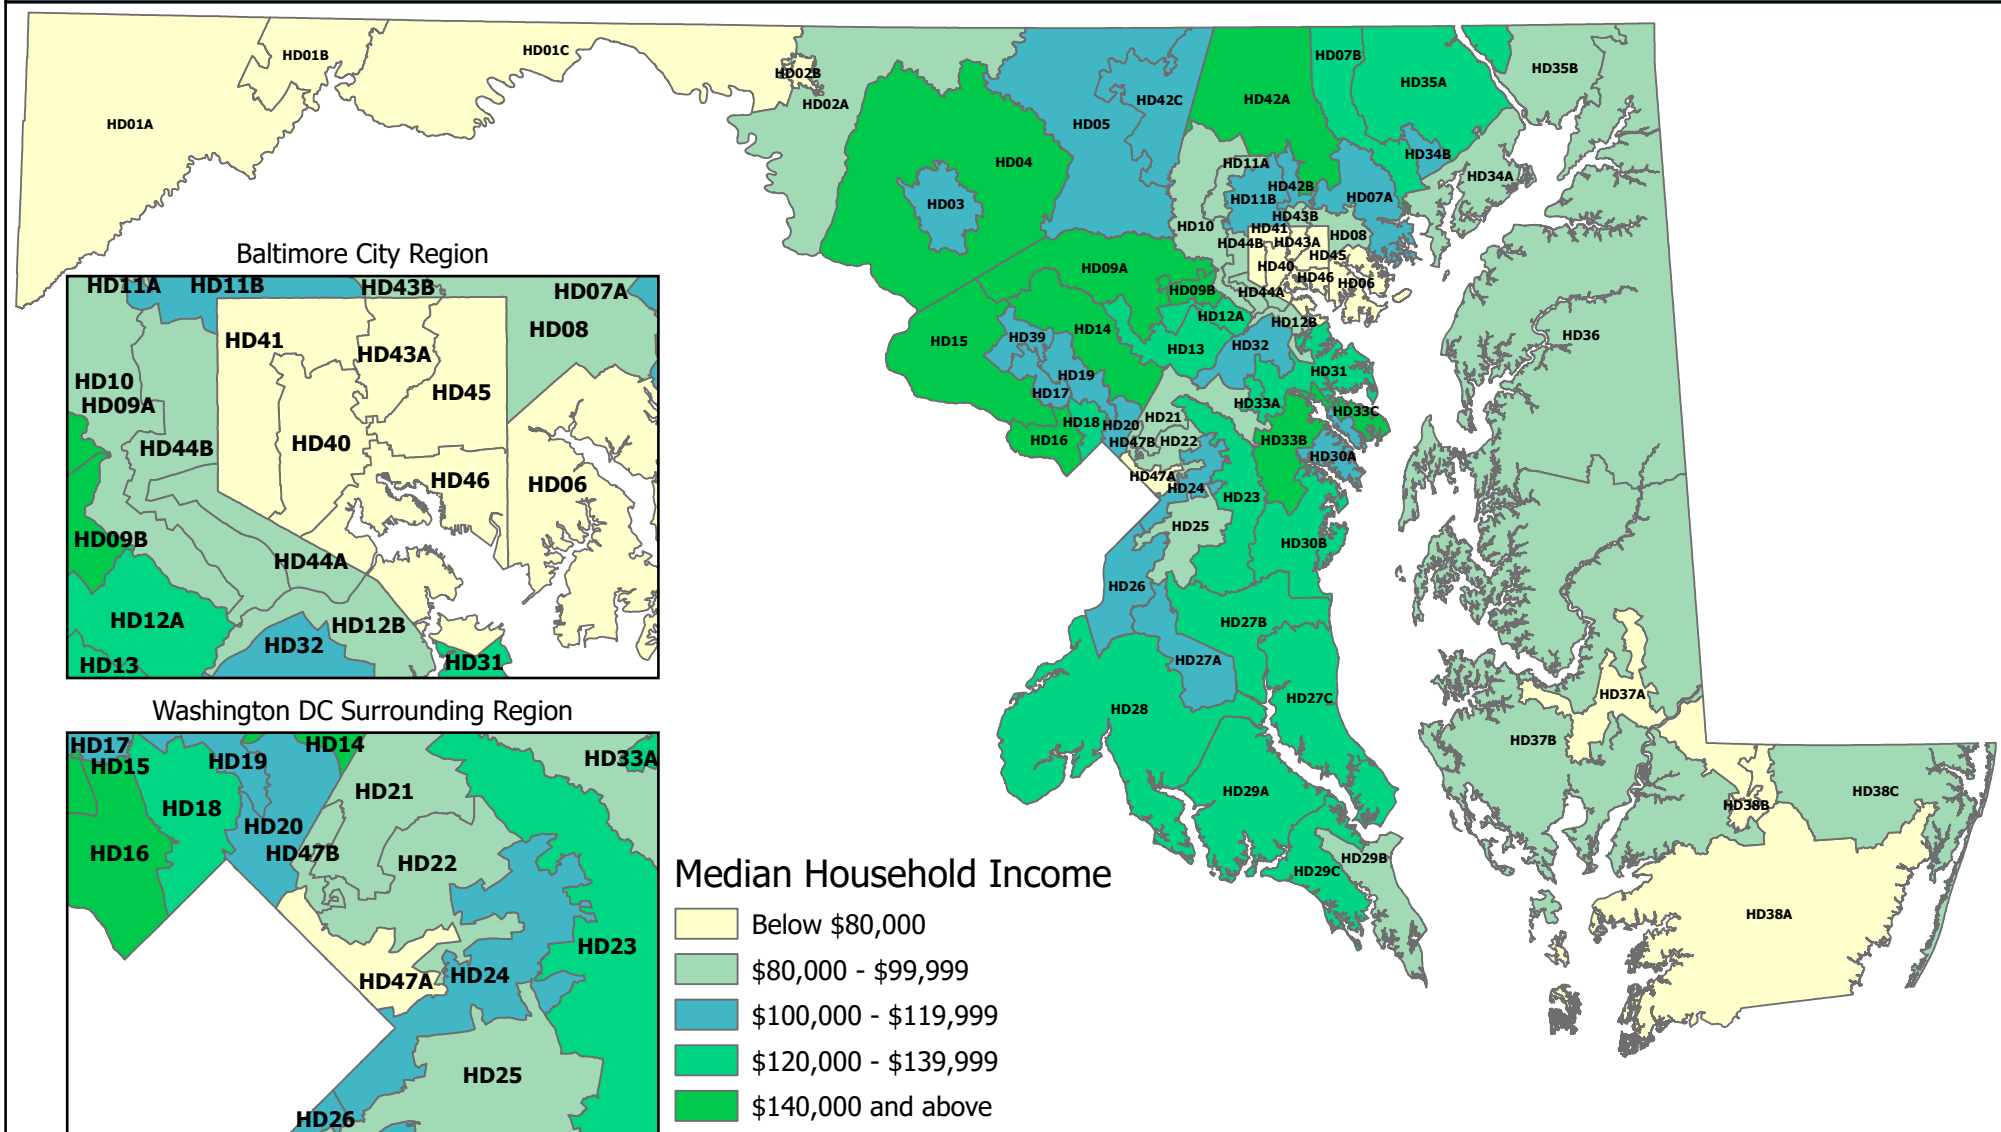 HD01A
HD01B
HD01C
HD02B
HD02A
HD04
HD03
HD05
HD42C
HD42A
HD07B
HD35A
HD35B
HD34B
HD34A
HD11A
HD42B
HD11B
HD07A
HD43B
HD10
HD41
HD08
HD44B
HD43A
HD45
HD40
HD46
HD06
HD09A
HD09B
HD44A
HD12A
HD12B
HD36
HD15
HD39
HD14
HD13
HD32
HD31
HD19
HD17
HD33A
HD33C
HD18
HD20
HD21
HD16
HD47B
HD22
HD33B
HD30A
HD47A
HD24
HD23
HD25
HD30B
HD26
HD27B
HD27A
HD27C
HD28
HD37A
HD37B
HD29A
HD38B
HD38C
HD29B
HD29C
HD38A
Baltimore City Region
HD11A
HD11B
HD43B
HD07A
HD08
HD41
HD43A
HD10
HD09A
HD45
HD44B
HD40
HD46
HD06
HD09B
HD44A
HD12A
HD12B
HD32
HD13
HD31
Washington DC Surrounding Region
HD17
HD14
HD15
HD19
HD33A
HD21
HD18
HD20
HD16
HD47B
HD22
HD23
HD47A
HD24
HD25
HD26
Median Household Income
Below $80,000
$80,000 - $99,999
$100,000 - $119,999
$120,000 - $139,999
$140,000 and above